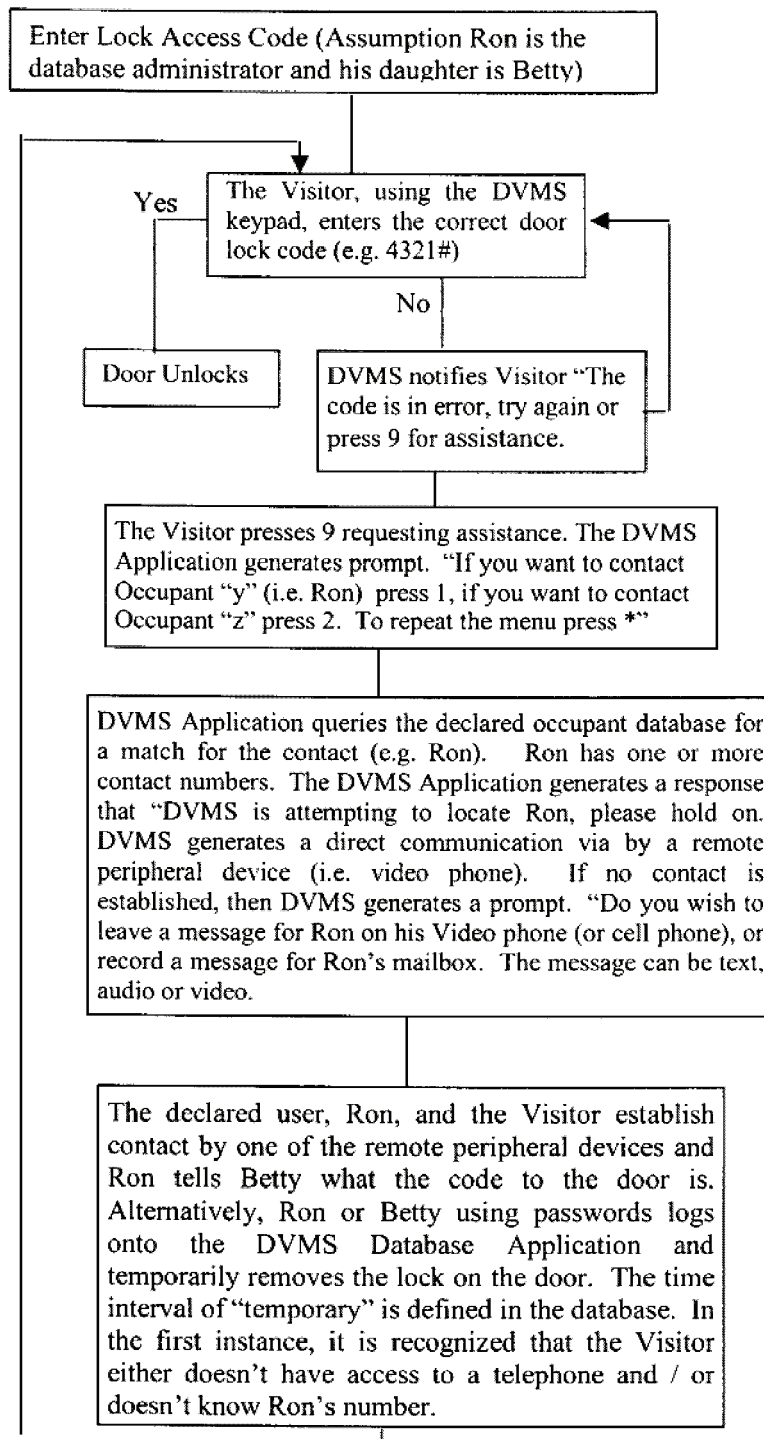 Enter Lock Access Code (Assumption Ron is the
database administrator and his daughter is Betty)
The Visitor, using the DVMS
keypad, enters the correct door
lock code (e.g. 4321#)
Yes
No
Door Unlocks
DVMS notifies Visitor “The
code is in error, try again or
press 9 for assistance.
The Visitor presses 9 requesting assistance. The DVMS
Application generates prompt. “If you want to contact
Occupant “y” (i.e. Ron) press 1, if you want to contact
Occupant “z” press 2. To repeat the menu press *”
DVMS Application queries the declared occupant database for
a match for the contact (e.g. Ron). Ron has one or more
contact numbers. The DVMS Application generates a response
that “DVMS is attempting to locate Ron, please hold on.
DVMS generates a direct communication via by a remote
peripheral device (i.e. video phone). If no contact is
established, then DVMS generates a prompt. “Do you wish to
leave a message for Ron on his Video phone (or cell phone), or
record a message for Ron’s mailbox. The message can be text,
audio or video.
The declared user, Ron, and the Visitor establish
contact by one of the remote peripheral devices and
Ron tells Betty what the code to the door is.
Alternatively, Ron or Betty using passwords logs
onto the DVMS Database Application and
temporarily removes the lock on the door. The time
interval of “temporary” is defined in the database. In
the first instance, it is recognized that the Visitor
either doesn’t have access to a telephone and / or
doesn’t know Ron’s number.